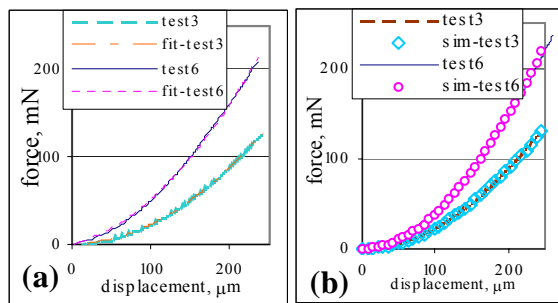 test3
fit-test3
test6
fit-test6
200
100
0
force, mN
0
100
200
displacement, µm
(a)
test3
sim-test3
test6
sim-test6
200
100
0
force, mN
0
100
200
displacement, µm
(b)